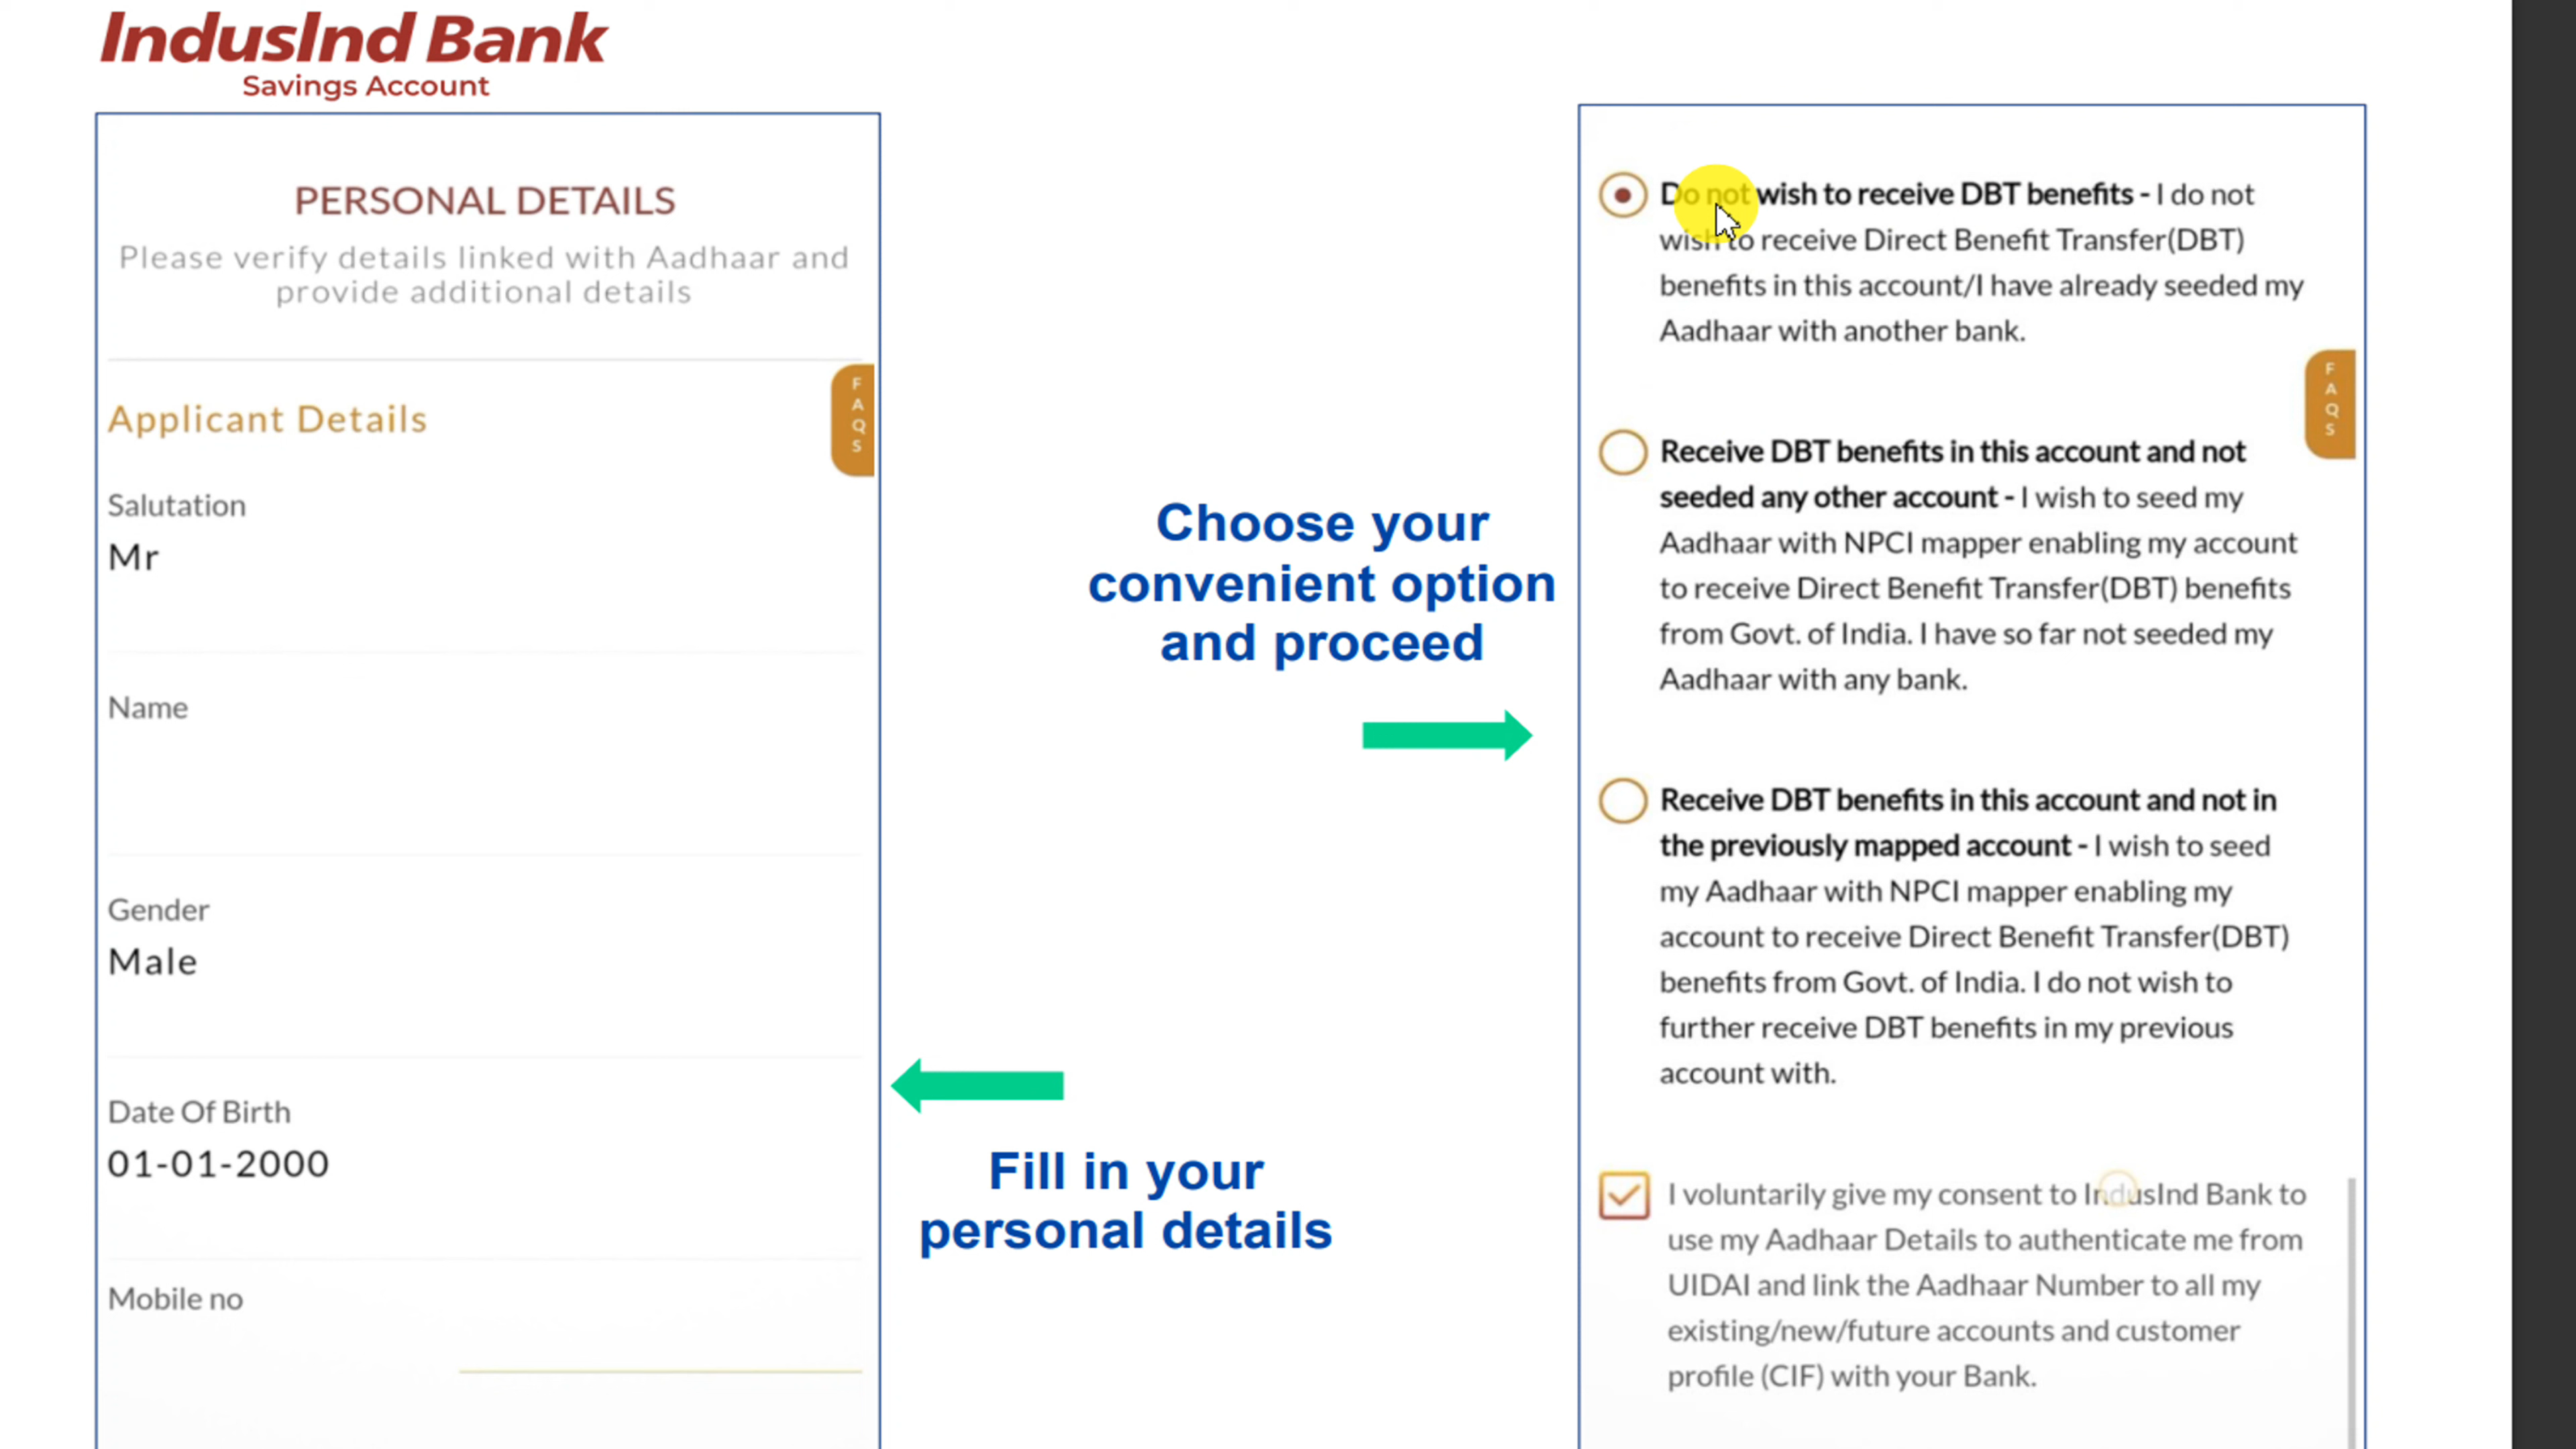 IndusInd Bank
Savings Account
PERSONAL DETAILS
Please verify details linked with Aadhaar and
provide additional details
Applicant Details
F
A
Q
S
Salutation
Mr
Name
Gender
Male
Date Of Birth
01-01-2000
Mobile no
Choose your
convenient option
and proceed
Fill in your
personal details
Do not wish to receive DBT benefits - I do not
wish to receive Direct Benefit Transfer(DBT)
benefits in this account/I have already seeded my
Aadhaar with another bank.
F
A
Q
S
Receive DBT benefits in this account and not
seeded any other account - I wish to seed my
Aadhaar with NPCI mapper enabling my account
to receive Direct Benefit Transfer(DBT) benefits
from Govt. of India. I have so far not seeded my
Aadhaar with any bank.
Receive DBT benefits in this account and not in
the previously mapped account - I wish to seed
my Aadhaar with NPCI mapper enabling my
account to receive Direct Benefit Transfer(DBT)
benefits from Govt. of India. I do not wish to
further receive DBT benefits in my previous
account with.
I voluntarily give my consent to IndusInd Bank to
use my Aadhaar Details to authenticate me from
UIDAI and link the Aadhaar Number to all my
existing/new/future accounts and customer
profile (CIF) with your Bank.